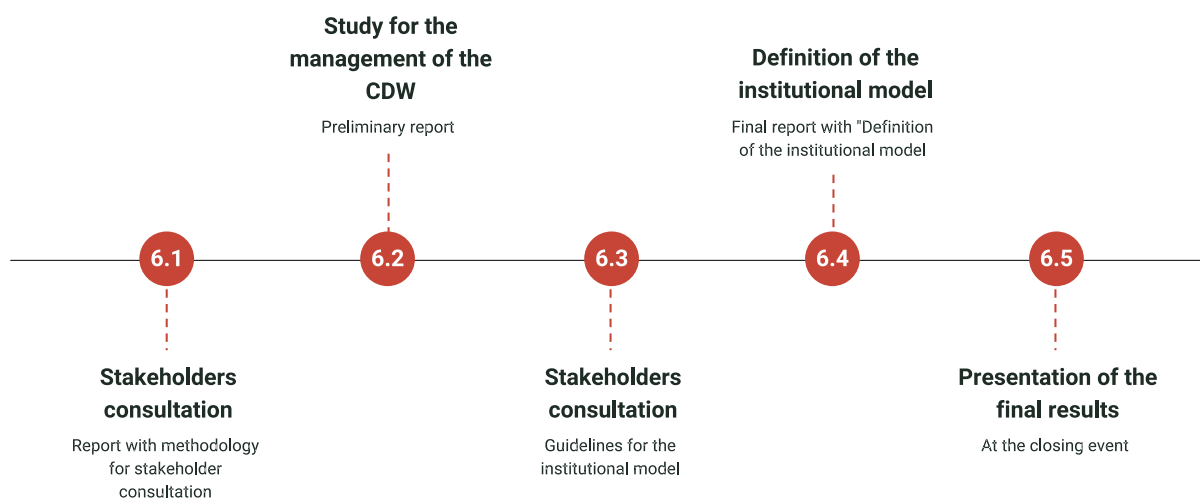 Study for the
management of the
CDW
Preliminary report
Definition of the
institutional model
Final report with "Definition
of the institutional model
6.1
6.2
6.3
6.4
6.5
Stakeholders
consultation
Report with methodology
for stakeholder
consultation
Stakeholders
consultation
Guidelines for the
institutional model
Presentation of the
final results
At the closing event